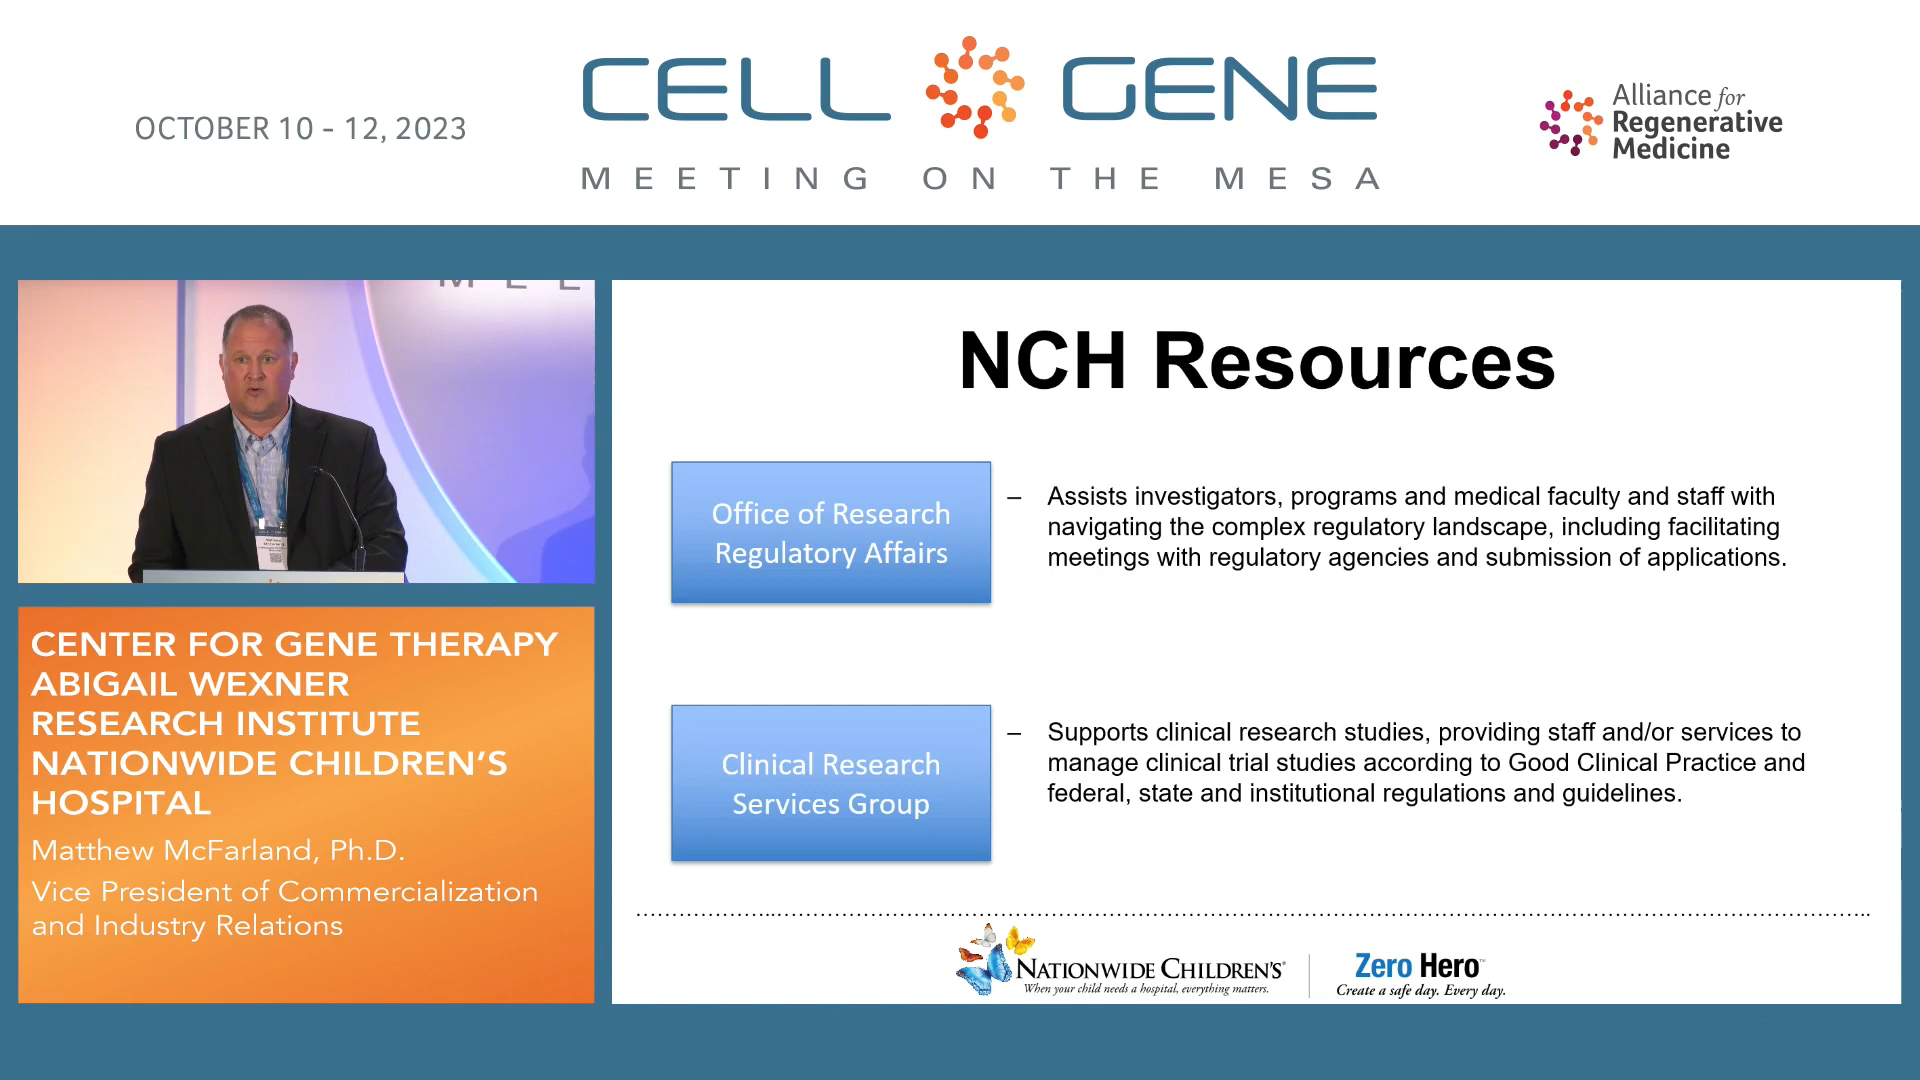 OCTOBER 10 - 12, 2023
CELL GENE
MEETING ON THE MESA
Alliance for
Regenerative
Medicine
M E E
CENTER FOR GENE THERAPY
ABIGAIL WEXNER
RESEARCH INSTITUTE
NATIONWIDE CHILDREN’S
HOSPITAL
Matthew McFarland, Ph.D.
Vice President of Commercialization
and Industry Relations
NCH Resources
Office of Research
Regulatory Affairs
– Assists investigators, programs and medical faculty and staff with
navigating the complex regulatory landscape, including facilitating
meetings with regulatory agencies and submission of applications.
Clinical Research
Services Group
– Supports clinical research studies, providing staff and/or services to
manage clinical trial studies according to Good Clinical Practice and
federal, state and institutional regulations and guidelines.
NATIONWIDE CHILDREN'S®
When your child needs a hospital, everything matters.
Zero Hero™
Create a safe day. Every day.